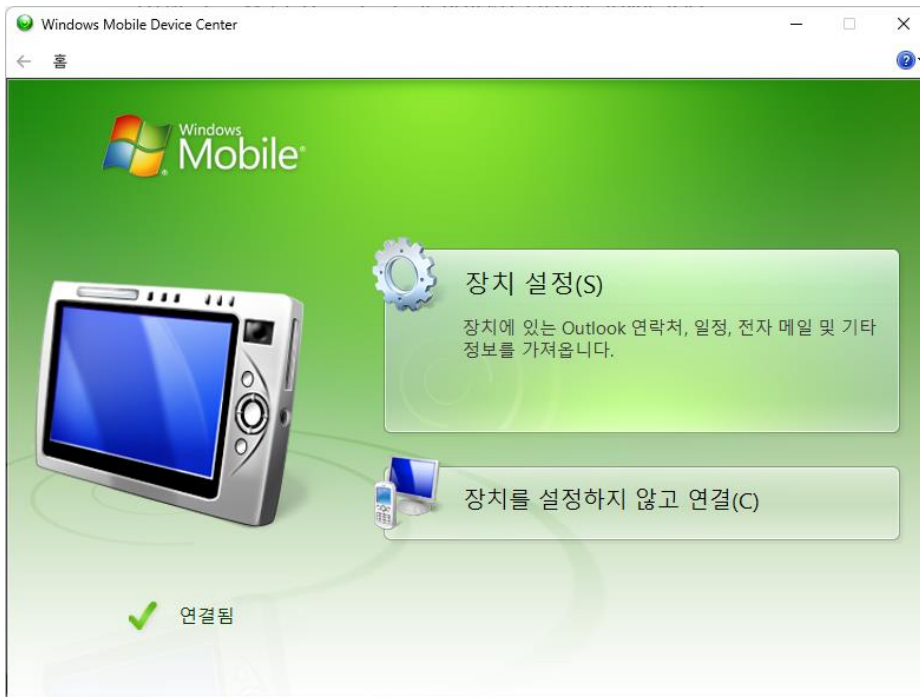 Windows Mobile Device Center
홈
Windows
Mobile®
장치 설정(S)
장치에 있는 Outlook 연락처, 일정, 전자 메일 및 기타
정보를 가져옵니다.
장치를 설정하지 않고 연결(C)
연결됨